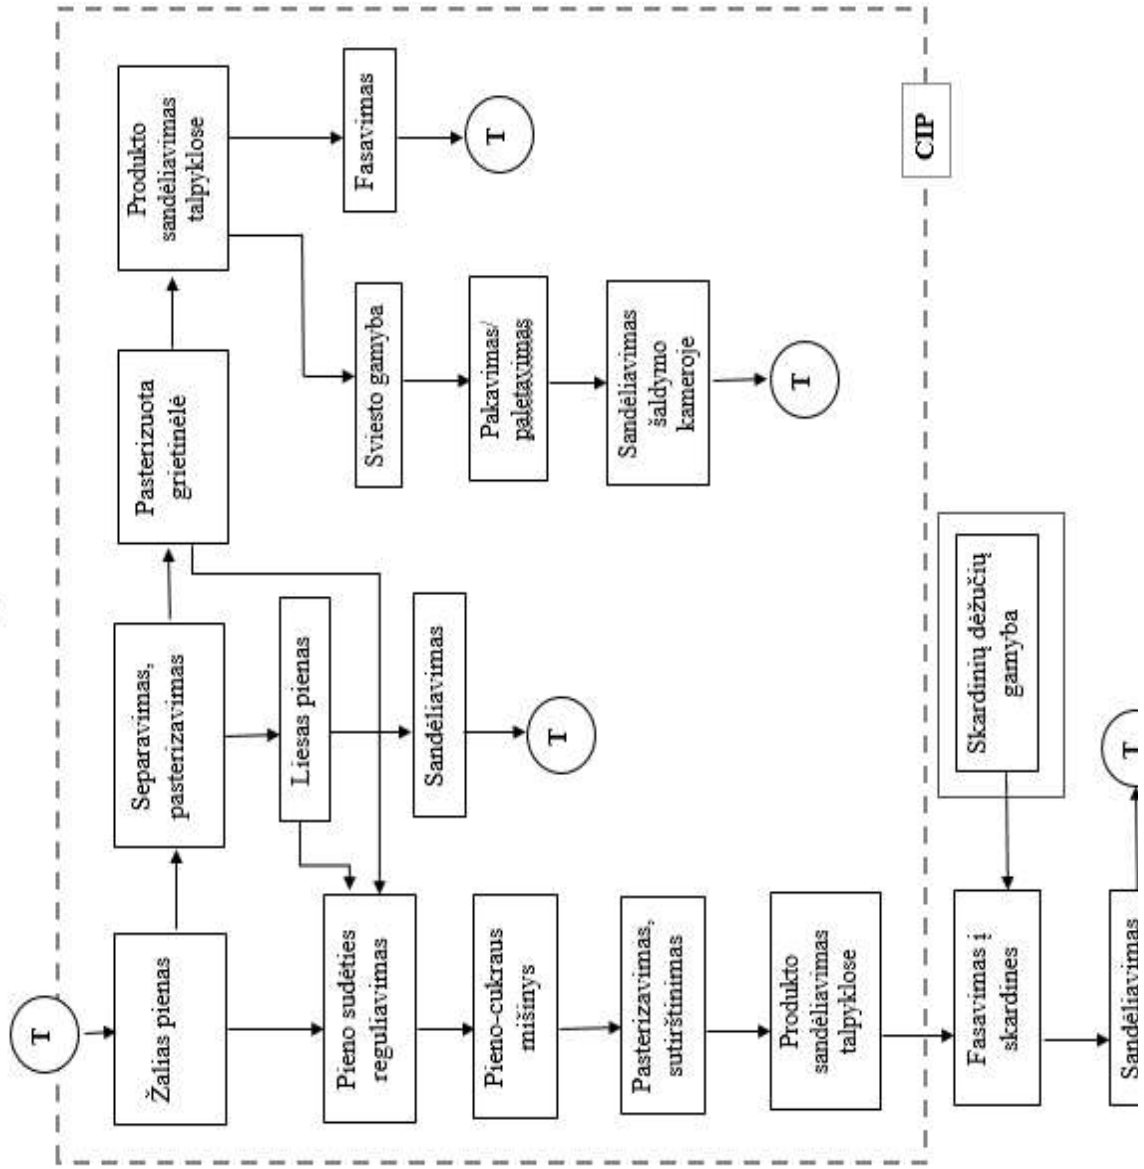 T
Žalias pienas
Separavimas,
pasterizavimas
Pasterizuota
grietinėlė
Produkto
sandėliavimas
talpyklose
Fasavimas
T
Sviesto gamyba
Pakavimas/
paletavimas
Sandėliavimas
šaldymo
kameroje
T
Liesas pienas
Sandėliavimas
T
Pieno sudėties
reguliavimas
Pieno-cukraus
mišinys
Pasterizavimas,
sutirštinimas
Produkto
sandėliavimas
talpyklose
CIP
Fasavimas į
skardines
Skardinių dėžučių
gamyba
Sandėliavimas
T